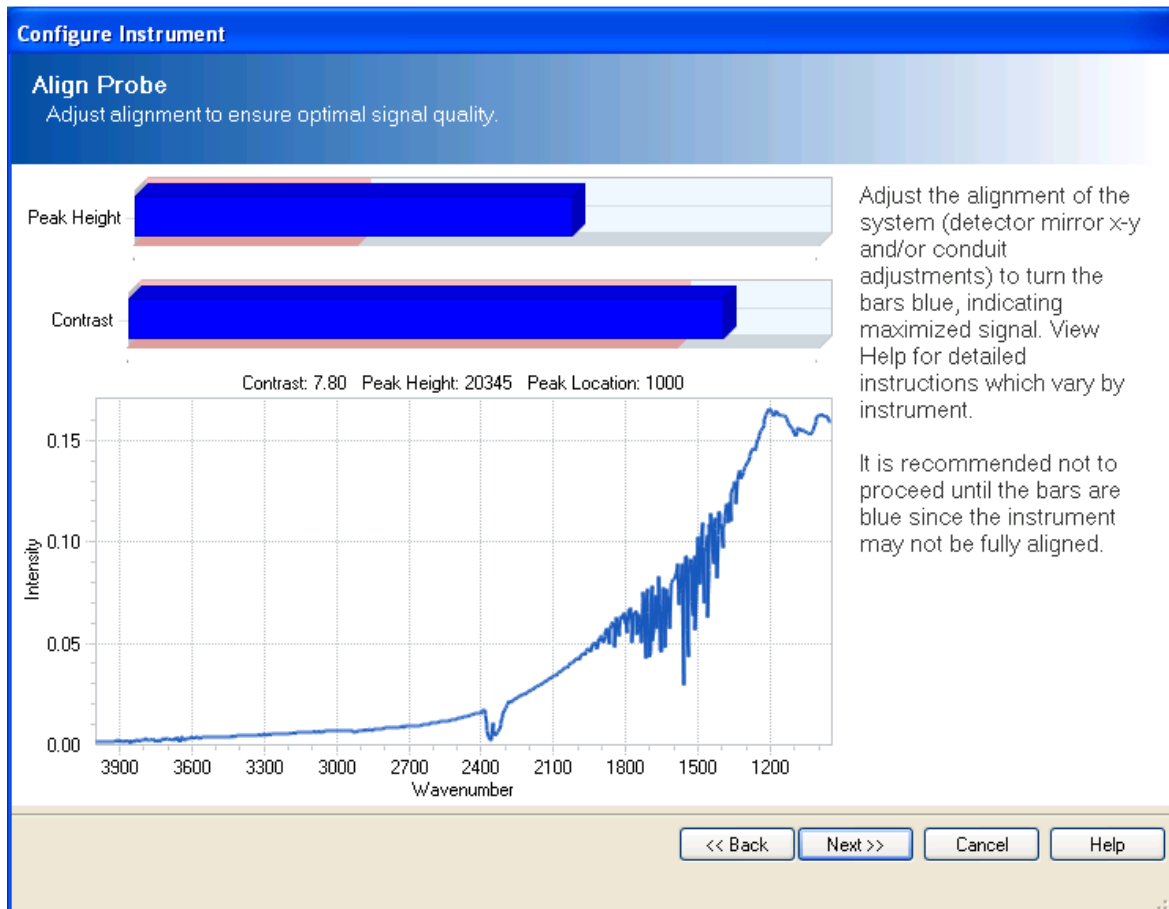 Configure Instrument
Align Probe
Adjust alignment to ensure optimal signal quality.
Peak Height
Contrast
Contrast: 7.80 Peak Height: 20345 Peak Location: 1000
0.15
0.10
0.05
0.00
Intensity
3900 3600 3300 3000 2700 2400 2100 1800 1500 1200
Wavenumber
Adjust the alignment of the
system (detector mirror x-y
and/or conduit
adjustments) to turn the
bars blue, indicating
maximized signal. View
Help for detailed
instructions which vary by
instrument.
It is recommended not to
proceed until the bars are
blue since the instrument
may not be fully aligned.
<< Back Next >> Cancel Help